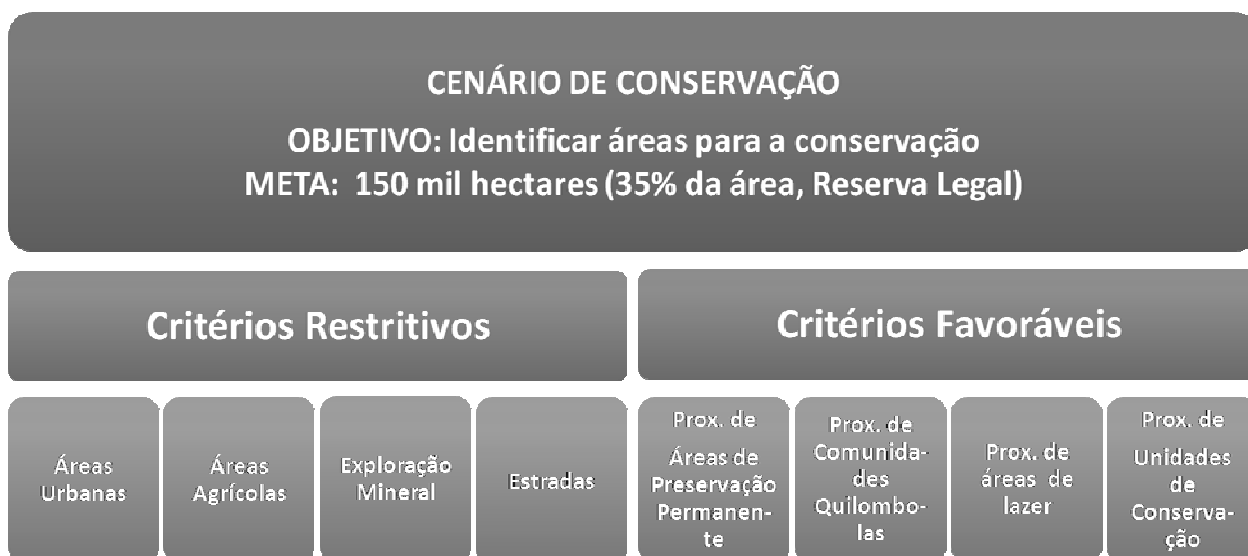 CENÁRIO DE CONSERVAÇÃO
OBJETIVO: Identificar áreas para a conservação
META: 150 mil hectares (35% da área, Reserva Legal)
Critérios Restritivos
Critérios Favoráveis
Áreas
Urbanas
Áreas
Agrícolas
Exploração
Mineral
Estradas
Prox. de
Áreas de
Preservação
Permanen-
te
Prox. de
Comunida-
des
Quilombo-
las
Prox. de
áreas de
lazer
Prox. de
Unidades
de
Conserva-
ção